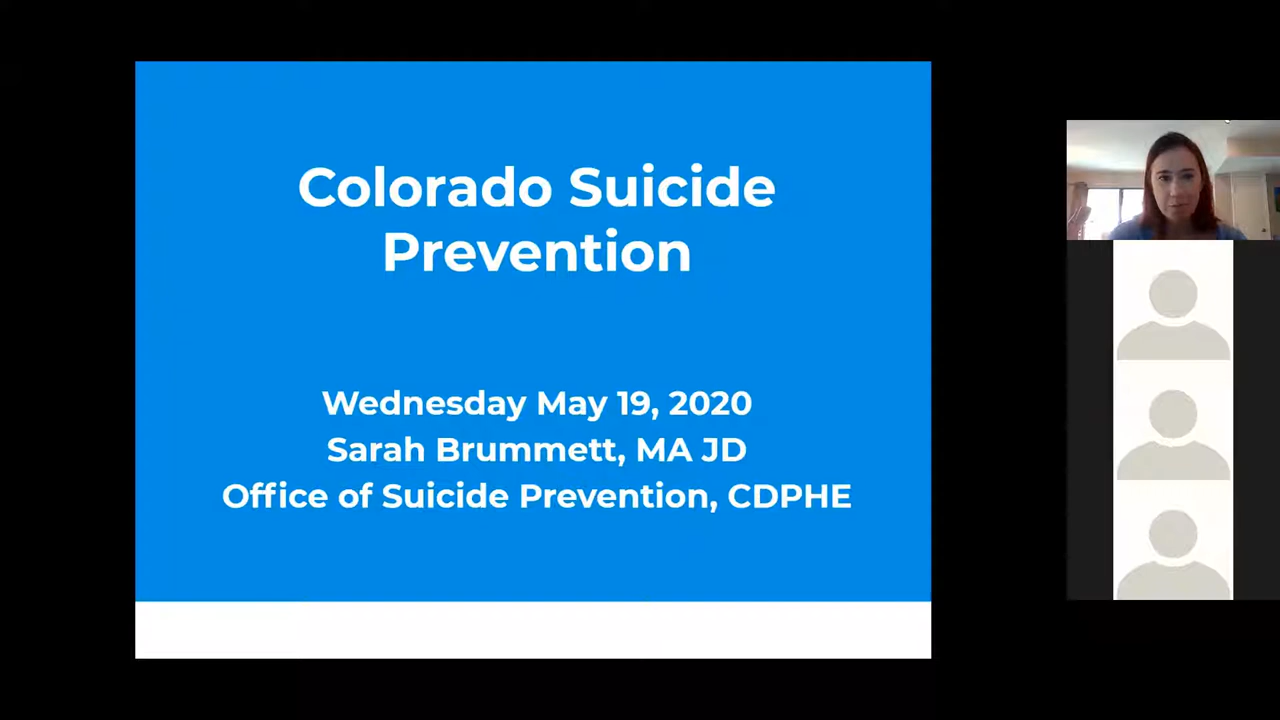 Colorado Suicide
Prevention
Wednesday May 19, 2020
Sarah Brummett, MA JD
Office of Suicide Prevention, CDPHE